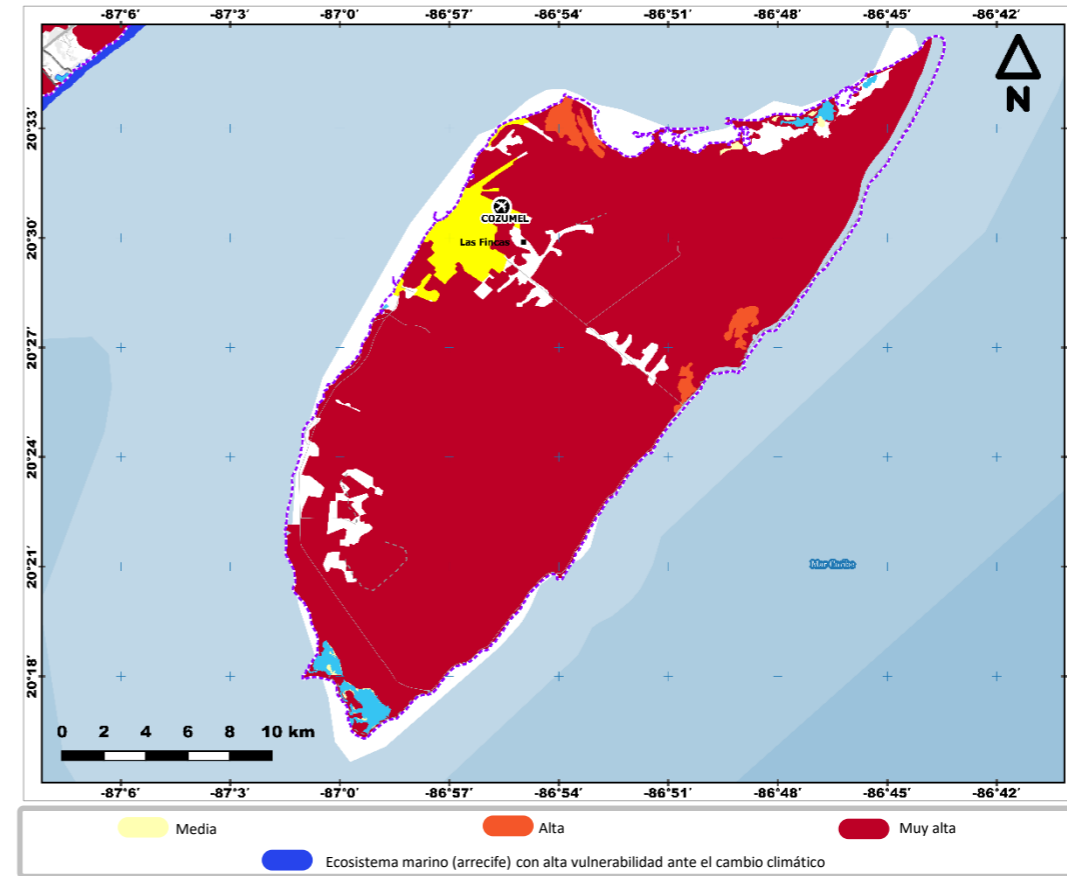 -87°6' -87°3' -87°0' -86°57' -86°54' -86°51' -86°48' -86°45' -86°42'
N
20°33'
COZUMEL
20°30'
Las Fincas
20°27'
20°24'
20°21'
Mar Caribe
20°18'
0 2 4 6 8 10 km
-87°6' -87°3' -87°0' -86°57' -86°54' -86°51' -86°48' -86°45' -86°42'
Media Alta Muy alta
Ecosistema marino (arrecife) con alta vulnerabilidad ante el cambio climático